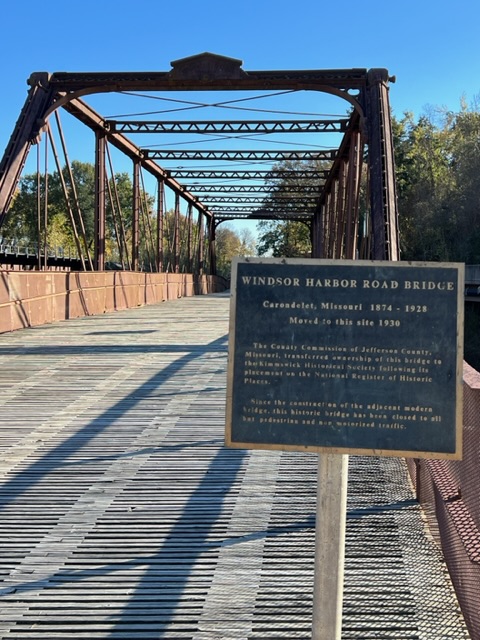 WINDSOR HARBOR ROAD BRIDGE
Carondelet, Missouri 1874 - 1928
Moved to this site 1930
The County Commission of Jefferson County,
Missouri, transferred ownership of this bridge to
the Kimmswick Historical Society following its
placement on the National Register of Historic
Places.
Since the construction of the adjacent modern
bridge, this historic bridge has been closed to all
but pedestrian and non motorized traffic.